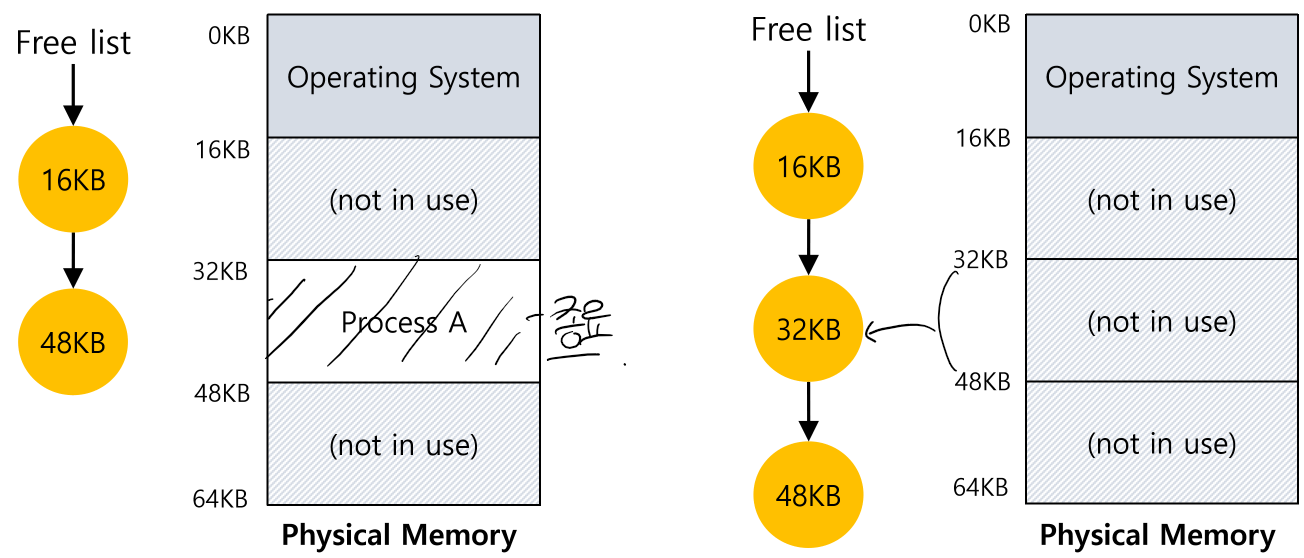 Free list
16KB
48KB
0KB
16KB
32KB
48KB
64KB
Operating System
(not in use)
Process A
(not in use)
Physical Memory
Free list
16KB
32KB
48KB
0KB
16KB
32KB
48KB
64KB
Operating System
(not in use)
(not in use)
(not in use)
Physical Memory